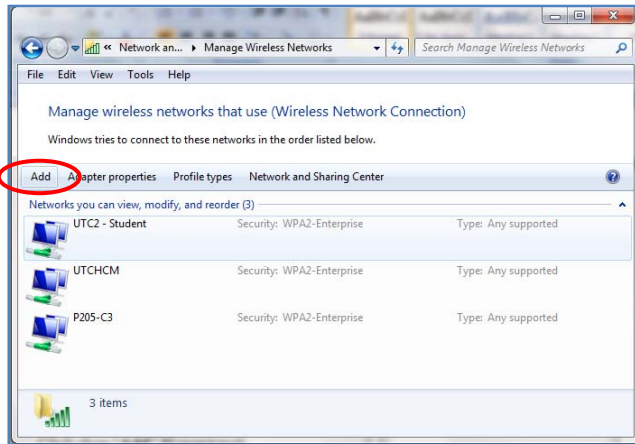 « Network an... ▸ Manage Wireless Networks
Search Manage Wireless Networks
File Edit View Tools Help
Manage wireless networks that use (Wireless Network Connection)
Windows tries to connect to these networks in the order listed below.
Add Adapter properties Profile types Network and Sharing Center
Networks you can view, modify, and reorder (3)
UTC2 - Student Security: WPA2-Enterprise Type: Any supported
UTCHCM Security: WPA2-Enterprise Type: Any supported
P205-C3 Security: WPA2-Enterprise Type: Any supported
3 items